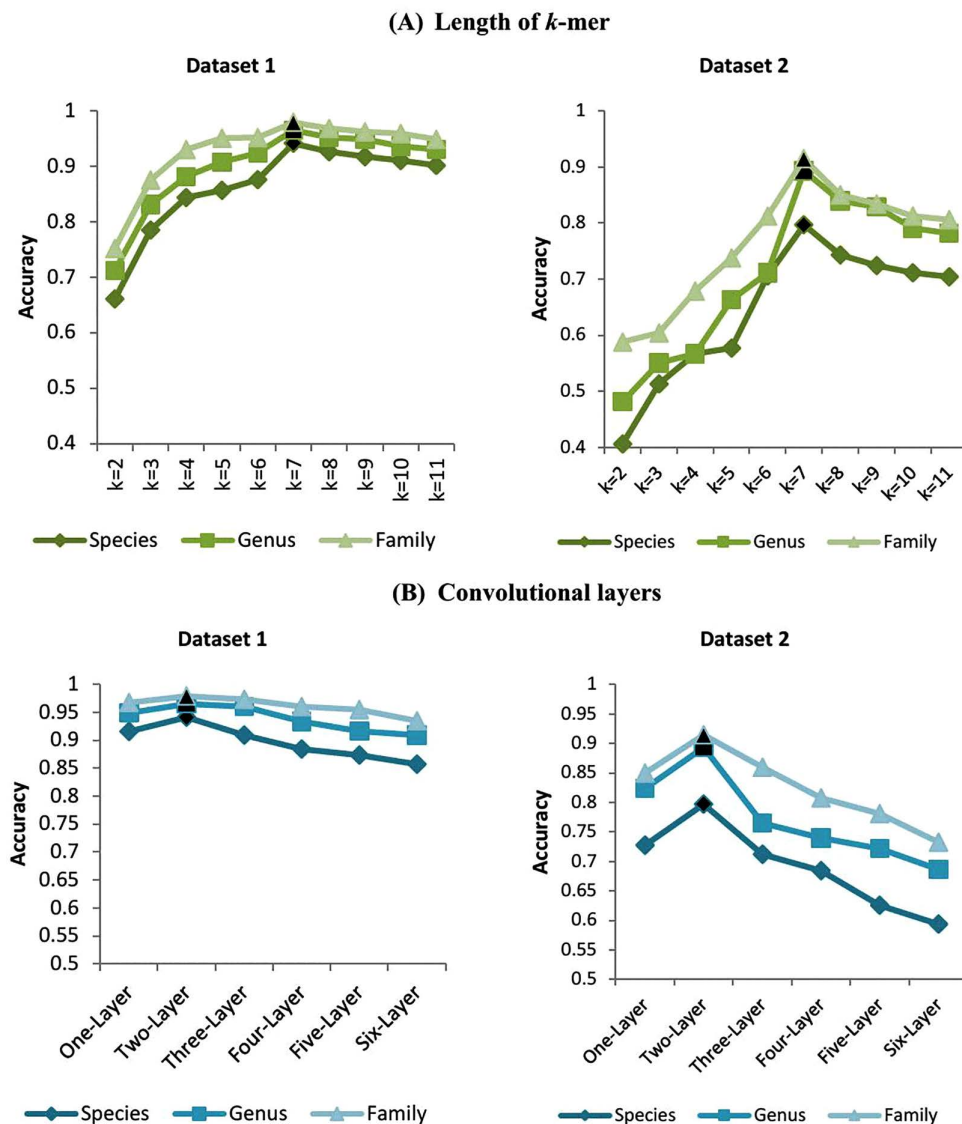 (A) Length of k-mer
Dataset 1
Accuracy
1
0.9
0.8
0.7
0.6
0.5
0.4
k=2
k=3
k=4
k=5
k=6
k=7
k=8
k=9
k=10
k=11
Species Genus Family
Dataset 2
Accuracy
1
0.9
0.8
0.7
0.6
0.5
0.4
k=2
k=3
k=4
k=5
k=6
k=7
k=8
k=9
k=10
k=11
Species Genus Family
(B) Convolutional layers
Dataset 1
Accuracy
1
0.95
0.9
0.85
0.8
0.75
0.7
0.65
0.6
0.55
0.5
One-Layer
Two-Layer
Three-Layer
Four-Layer
Five-Layer
Six-Layer
Species Genus Family
Dataset 2
Accuracy
1
0.95
0.9
0.85
0.8
0.75
0.7
0.65
0.6
0.55
0.5
One-Layer
Two-Layer
Three-Layer
Four-Layer
Five-Layer
Six-Layer
Species Genus Family